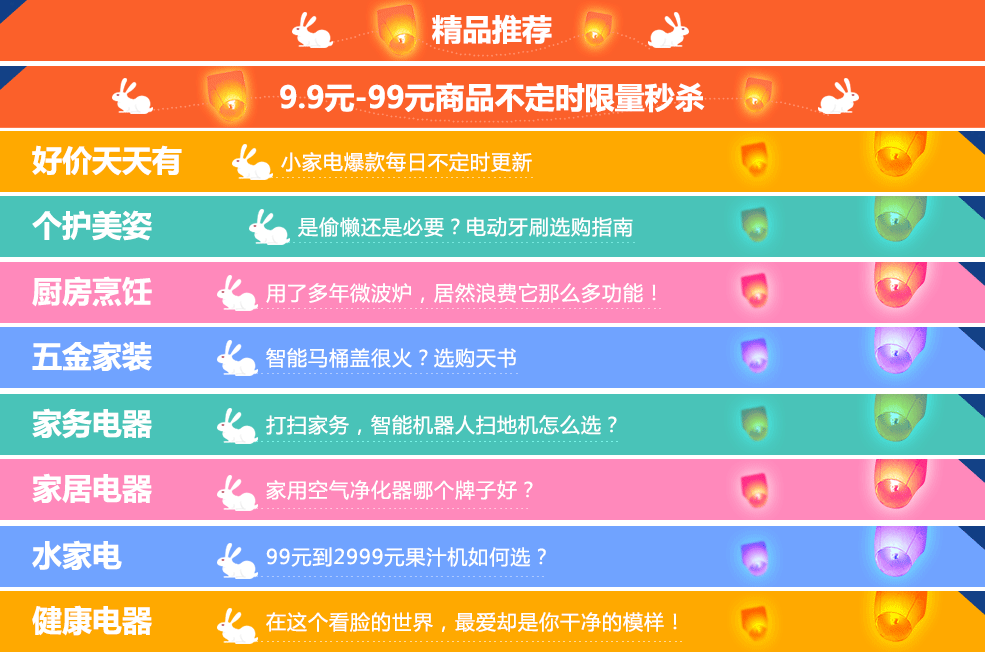 精品推荐
9.9元-99元商品不定时限量秒杀
好价天天有 小家电爆款每日不定时更新
个护美姿 是偷懒还是必要？电动牙刷选购指南
厨房烹饪 用了多年微波炉，居然浪费它那么多功能！
五金家装 智能马桶盖很火？选购天书
家务电器 打扫家务，智能机器人扫地机怎么选？
家居电器 家用空气净化器哪个牌子好？
水家电 99元到2999元果汁机如何选？
健康电器 在这个看脸的世界，最爱却是你干净的模样！